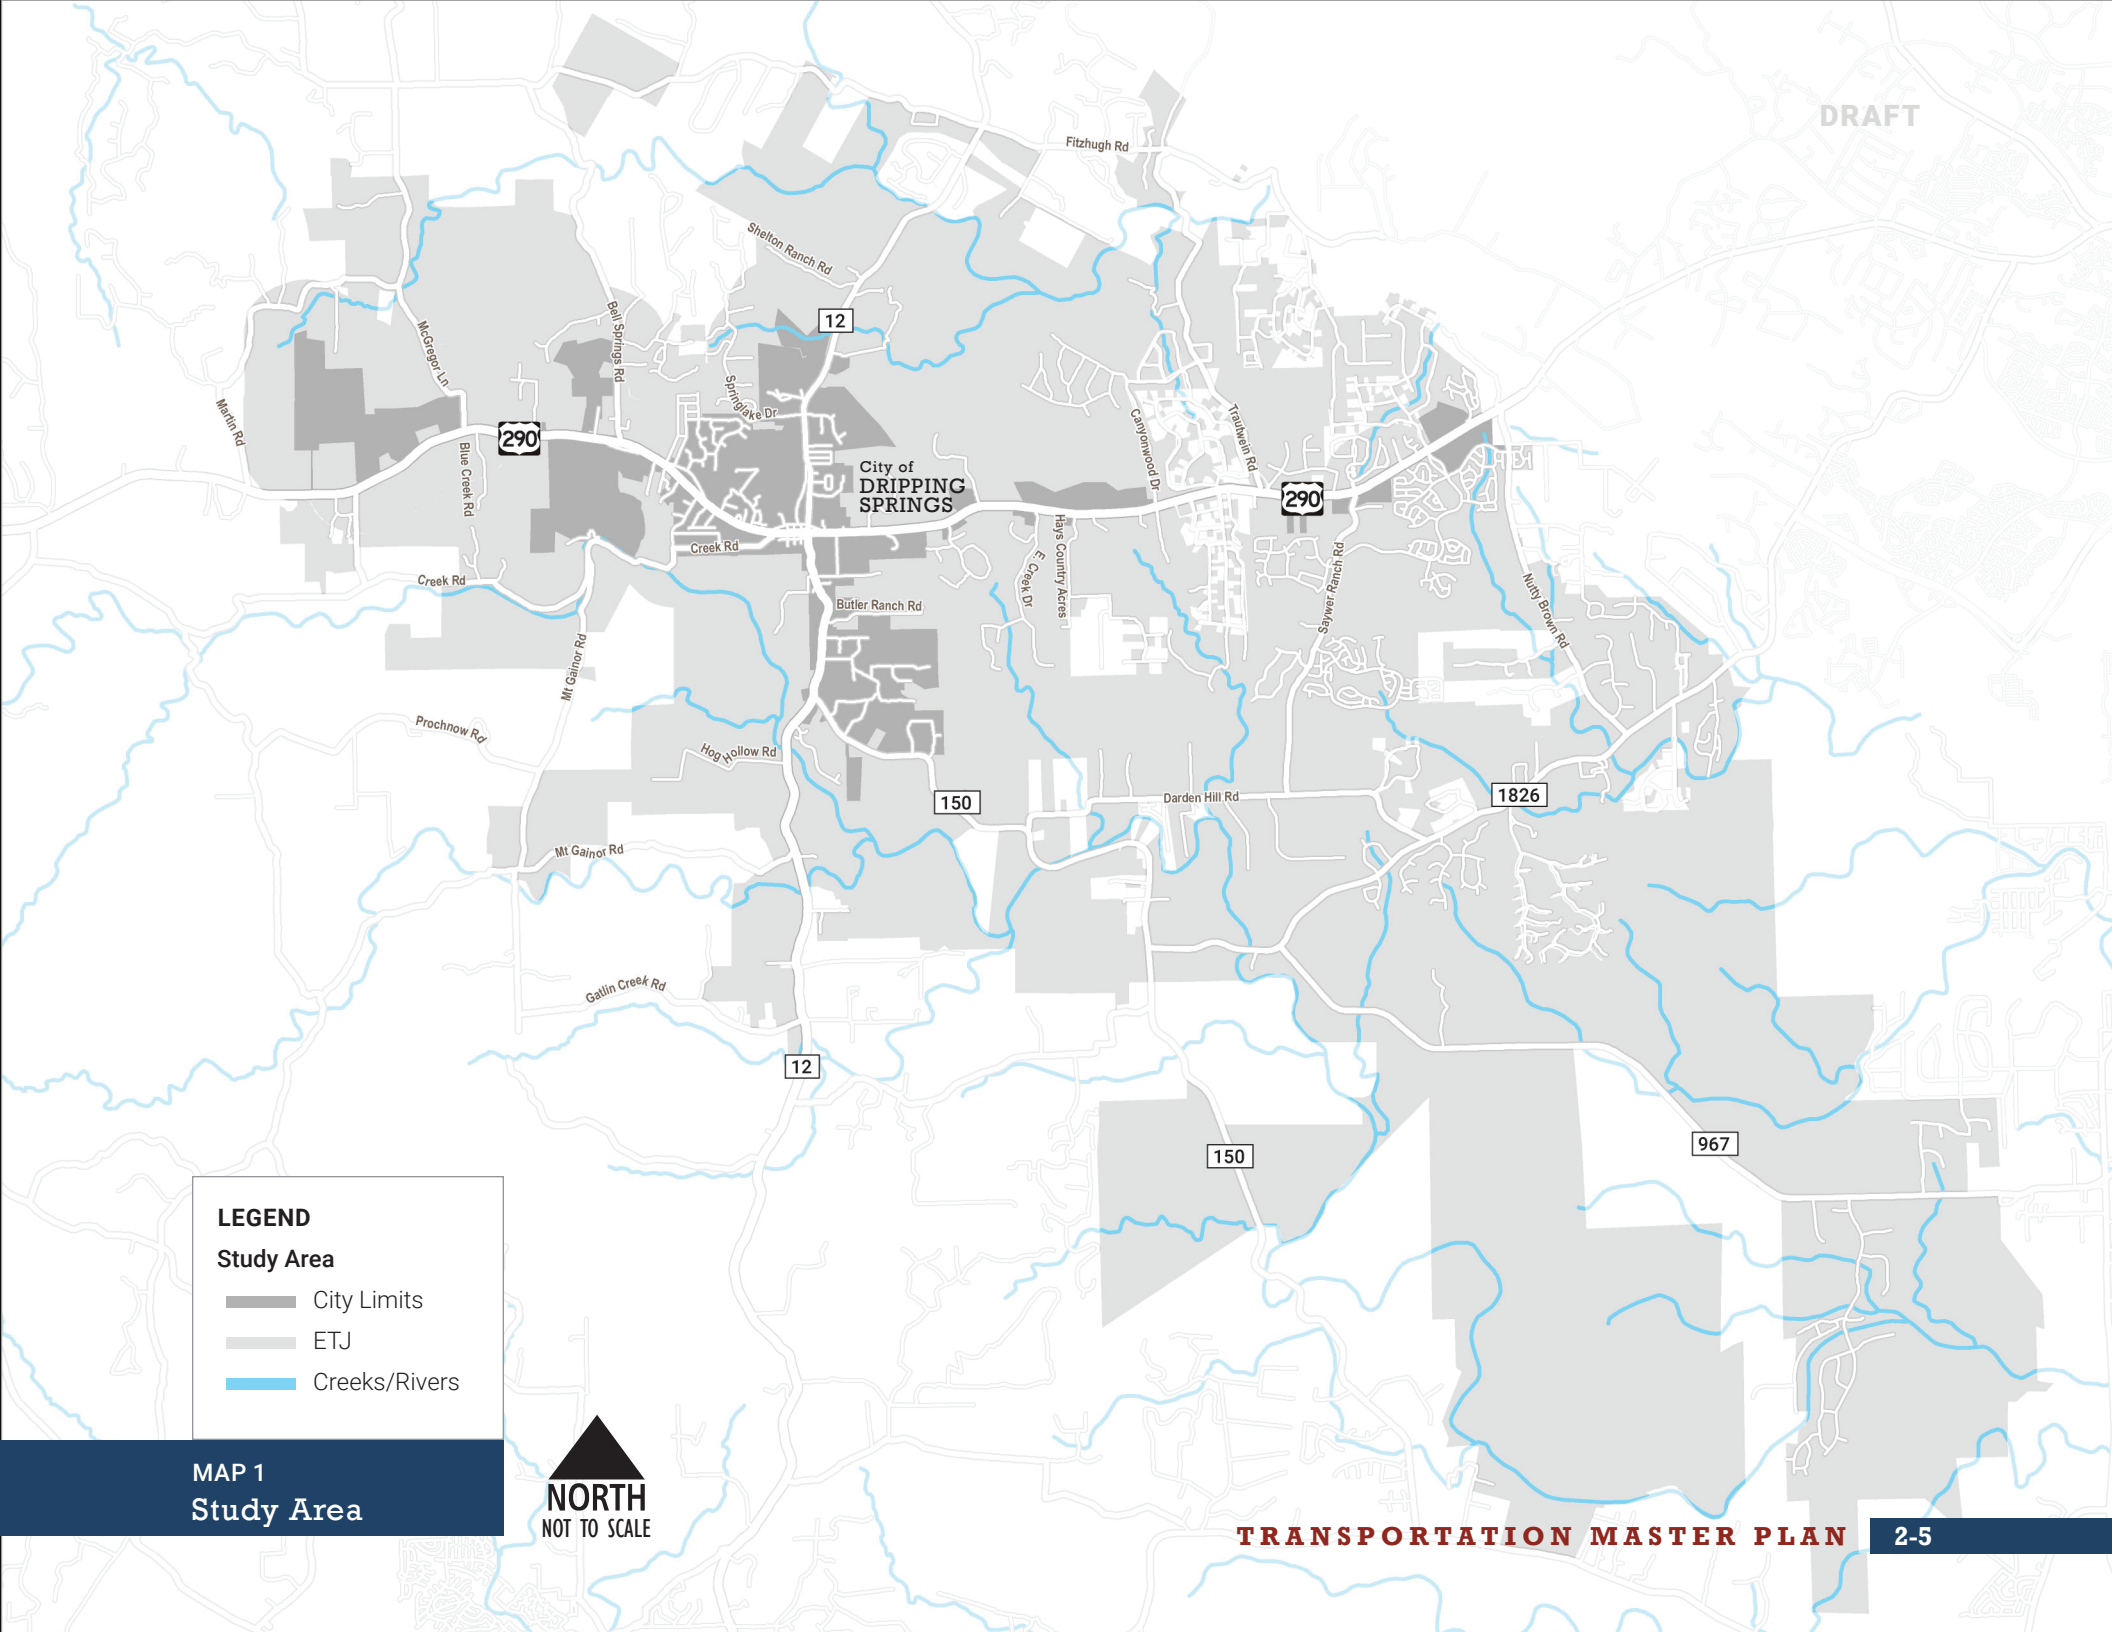 DRAFT
Fitzhugh Rd
Shelton Ranch Rd
12
Bell Springs Rd
McGregor Ln
Springlake Dr
Martin Rd
290
Blue Creek Rd
City of
DRIPPING
SPRINGS
Canyonwood Dr
Trautwein Rd
290
Creek Rd
Creek Rd
Hays Country Acres
E. Creek Dr
Butler Ranch Rd
Saywer Ranch Rd
Nutty Brown Rd
Mt Gainor Rd
Prochnow Rd
Hog Hollow Rd
150
Darden Hill Rd
1826
Mt Gainor Rd
Gatlin Creek Rd
12
150
967
LEGEND
Study Area
City Limits
ETJ
Creeks/Rivers
MAP 1
Study Area
NORTH
NOT TO SCALE
TRANSPORTATION MASTER PLAN
2-5